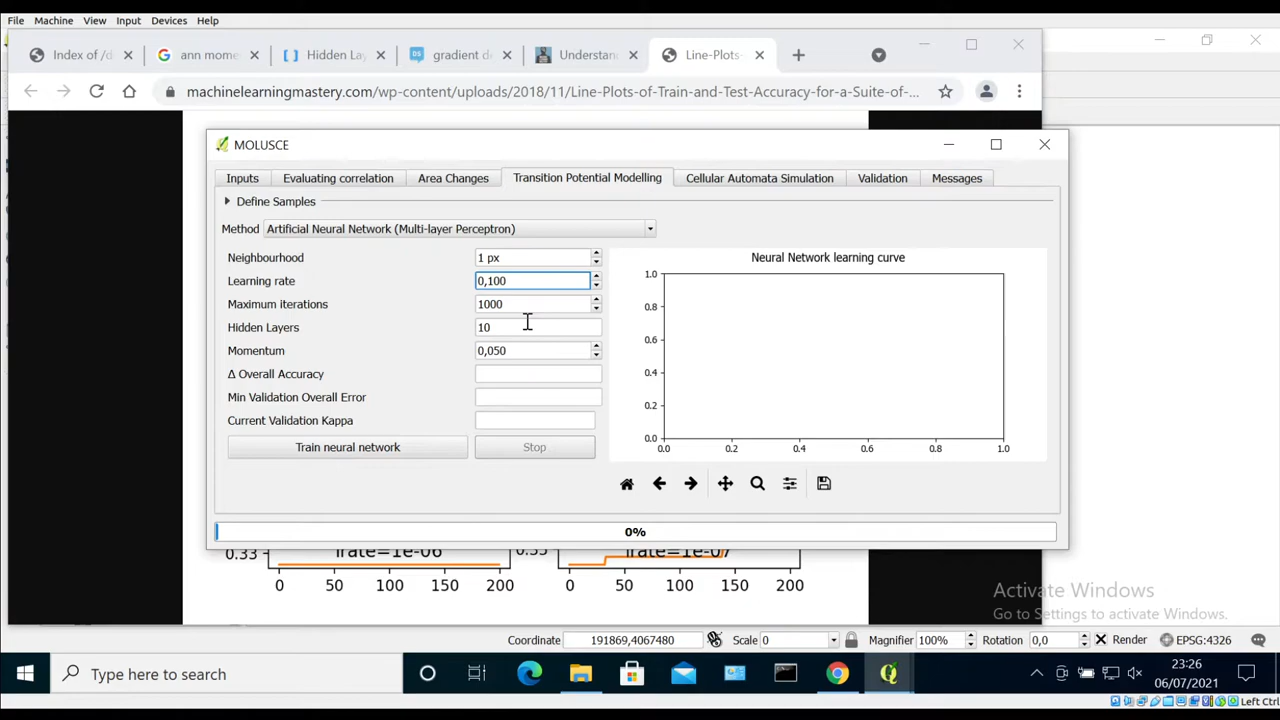 File Machine View Input Devices Help
Index of /d
ann mome
Hidden Lay
gradient de
Understan
Line-Plots-
machinelearningmastery.com/wp-content/uploads/2018/11/Line-Plots-of-Train-and-Test-Accuracy-for-a-Suite-of-...
MOLUSCE
Inputs Evaluating correlation Area Changes Transition Potential Modelling Cellular Automata Simulation Validation Messages
Define Samples
Method Artificial Neural Network (Multi-layer Perceptron)
Neighbourhood 1 px
Learning rate 0,100
Maximum iterations 1000
Hidden Layers 10
Momentum 0,050
Δ Overall Accuracy
Min Validation Overall Error
Current Validation Kappa
Train neural network Stop
Neural Network learning curve
1.0
0.8
0.6
0.4
0.2
0.0
0.0 0.2 0.4 0.6 0.8 1.0
0%
0.33 lrate=1e-06 0.33 lrate=1e-07
0 50 100 150 200 0 50 100 150 200
Activate Windows
Go to Settings to activate Windows.
Coordinate 191869,4067480 Scale 0 Magnifier 100% Rotation 0,0 Render EPSG:4326
Type here to search
23:26
06/07/2021
Left Ctrl